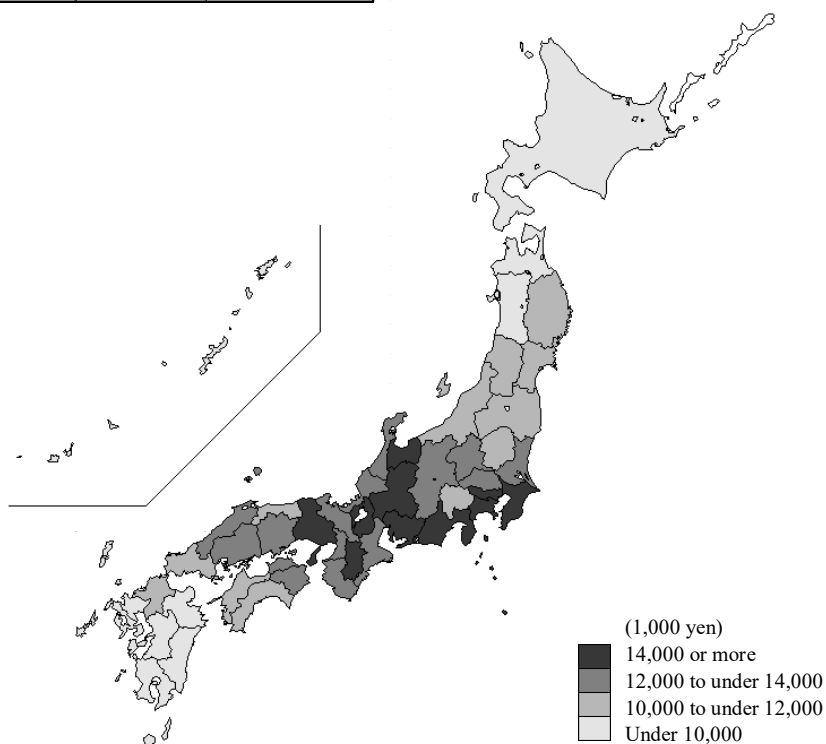 (1,000 yen)
14,000 or more
12,000 to under 14,000
10,000 to under 12,000
Under 10,000